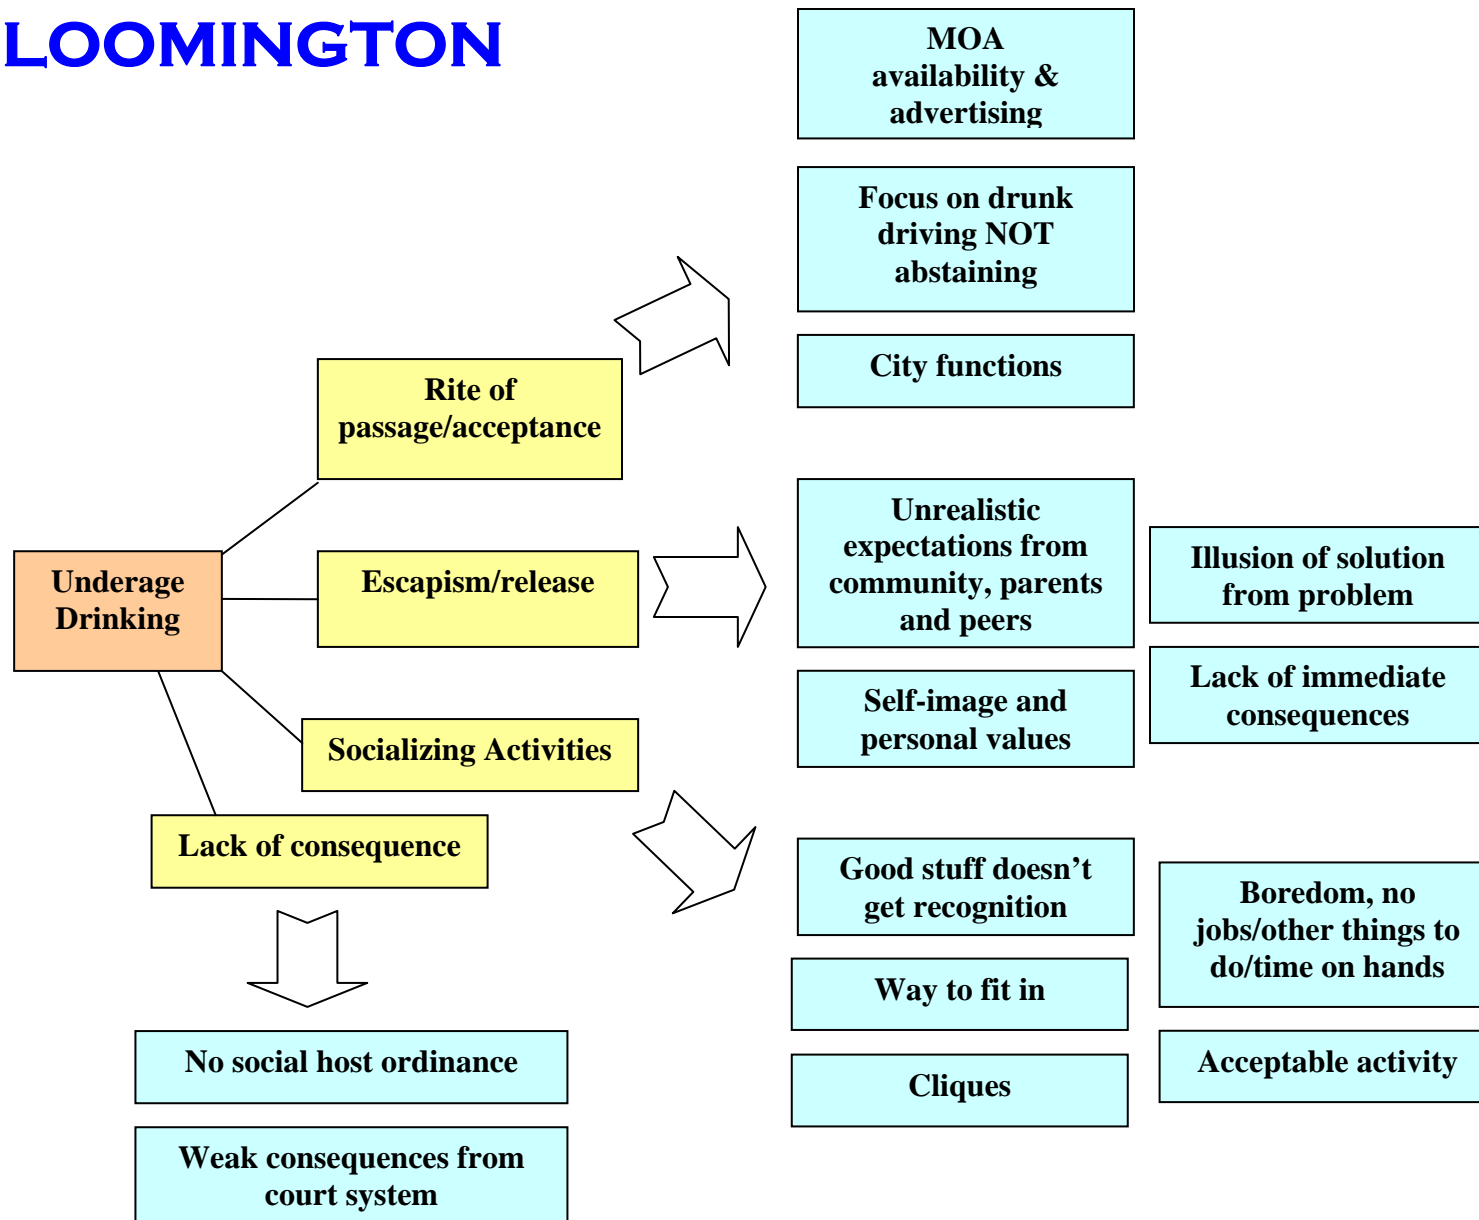 LOOMINGTON
MOA
availability &
advertising
Focus on drunk
driving NOT
abstaining
City functions
Rite of
passage/acceptance
Underage
Drinking
Escapism/release
Unrealistic
expectations from
community, parents
and peers
Illusion of solution
from problem
Self-image and
personal values
Lack of immediate
consequences
Socializing Activities
Lack of consequence
Good stuff doesn’t
get recognition
Boredom, no
jobs/other things to
do/time on hands
Way to fit in
Cliques
Acceptable activity
No social host ordinance
Weak consequences from
court system